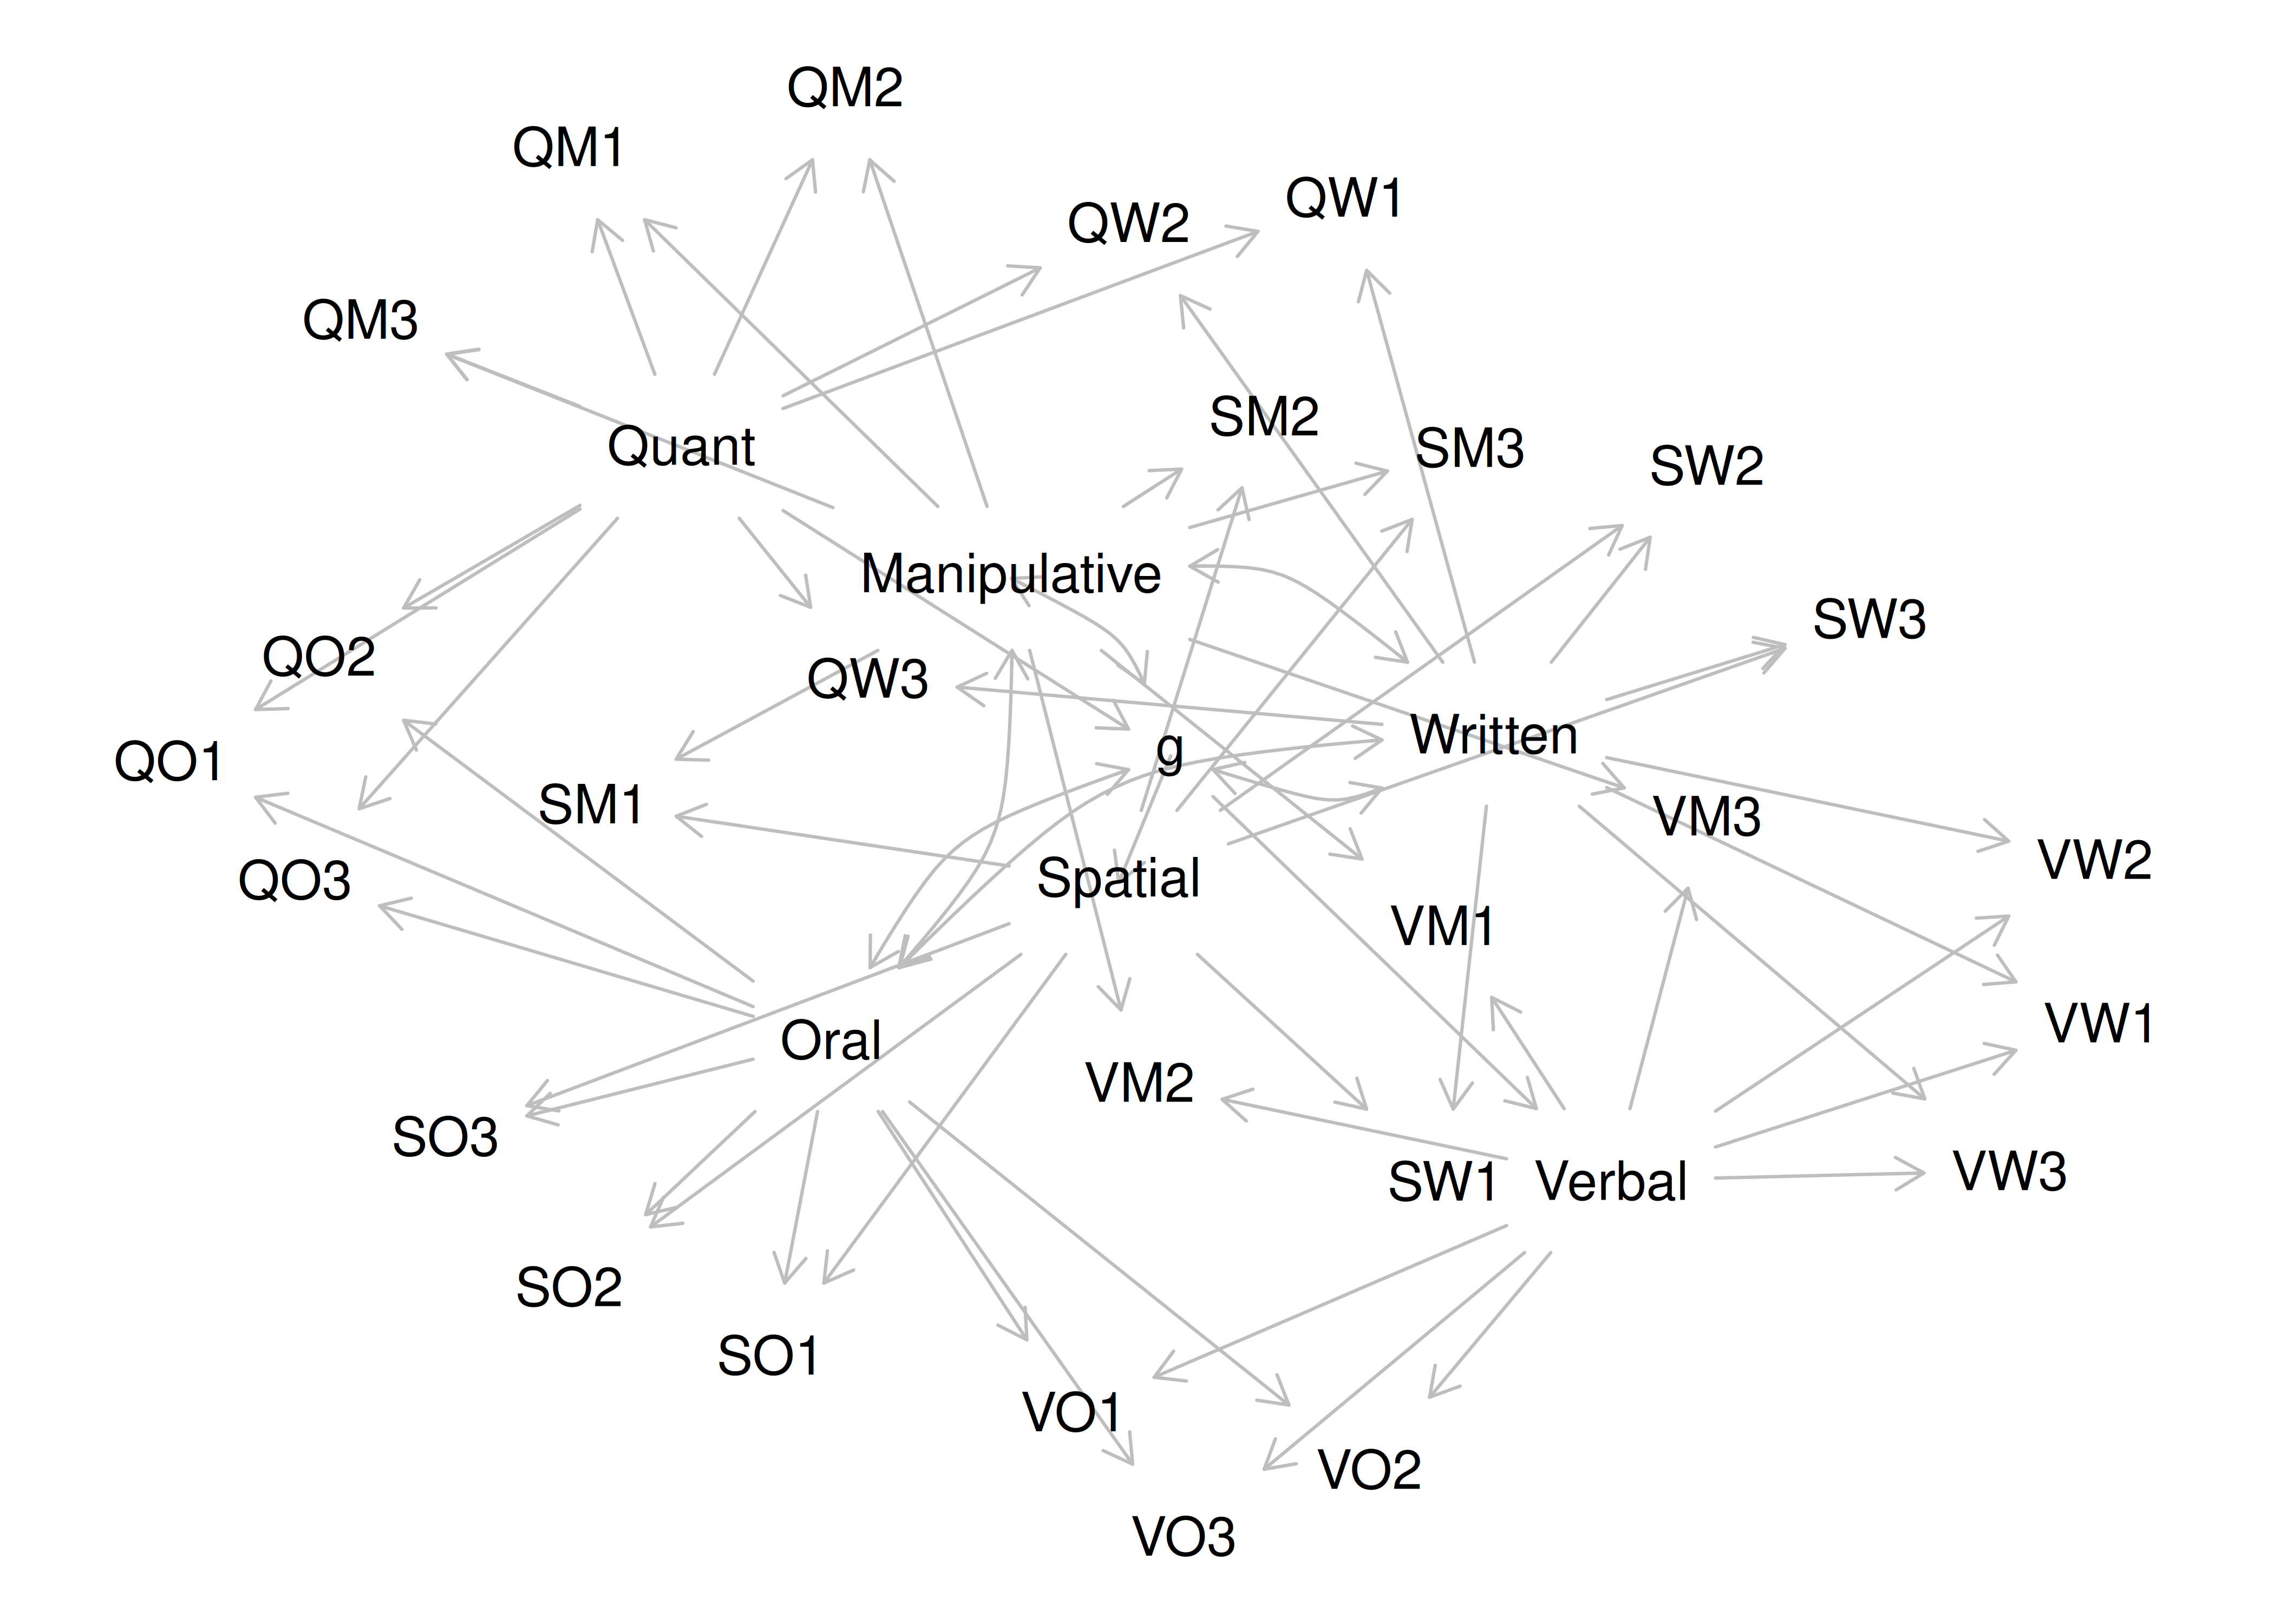 QM2
QM1
QW1
QW2
QM3
SM2
Quant
SM3
SW2
Manipulative
SW3
QO2
QW3
Written
g
QO1
SM1
VM3
VW2
Spatial
QO3
VM1
VW1
Oral
VM2
SO3
VW3
SW1
Verbal
SO2
SO1
VO1
VO2
VO3